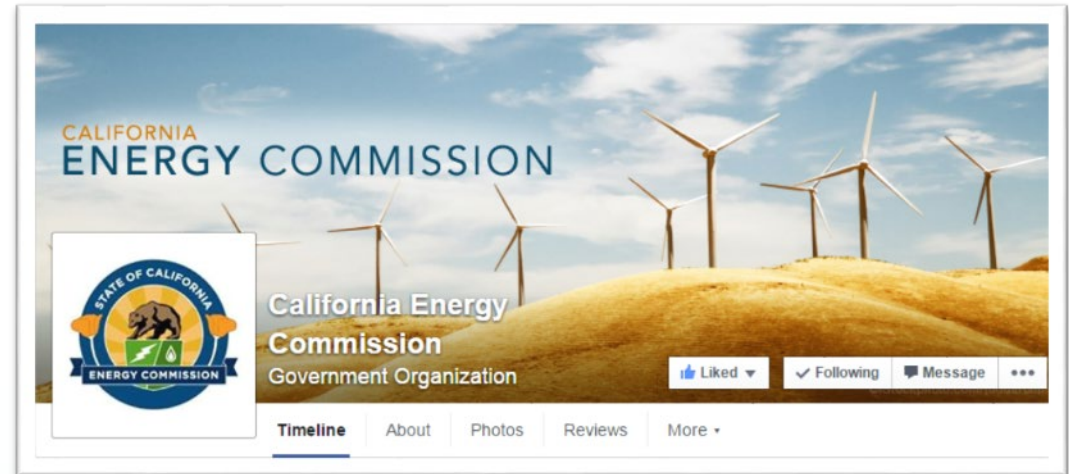 CALIFORNIA
ENERGY COMMISSION
STATE OF CALIFORNIA
ENERGY COMMISSION
California Energy
Commission
Government Organization
Liked
Following
Message
Timeline
About
Photos
Reviews
More